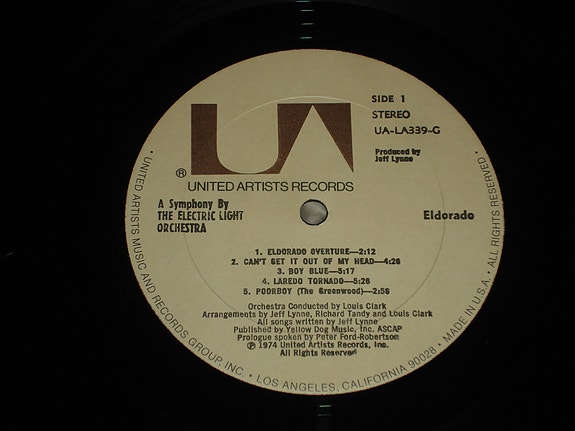 SIDE 1
STEREO
UA-LA339-G
Produced by
Jeff Lynne
UA
®
UNITED ARTISTS RECORDS
A Symphony By
THE ELECTRIC LIGHT
ORCHESTRA
Eldorado
1. ELDORADO OVERTURE—2:12
2. CAN'T GET IT OUT OF MY HEAD—4:26
3. BOY BLUE—5:17
4. LAREDO TORNADO—5:28
5. POORBOY (The Greenwood)—2:56
Orchestra Conducted by Louis Clark
Arrangements by Jeff Lynne, Richard Tandy and Louis Clark
All songs written by Jeff Lynne
Published by Yellow Dog Music, Inc. ASCAP
Prologue spoken by Peter Ford-Robertson
℗ 1974 United Artists Records, Inc.
All Rights Reserved
• UNITED ARTISTS MUSIC AND RECORDS GROUP, INC. • LOS ANGELES, CALIFORNIA 90028 • MADE IN U.S.A. • ALL RIGHTS RESERVED •